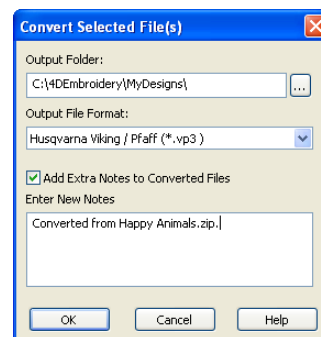 Convert Selected File(s)
Output Folder:
C:\4DEmbroidery\MyDesigns\
...
Output File Format:
Husqvarna Viking / Pfaff (*.vp3 )
Add Extra Notes to Converted Files
Enter New Notes
Converted from Happy Animals.zip.
OK Cancel Help